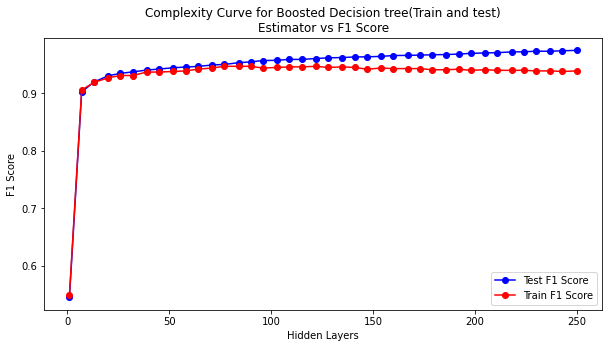 Complexity Curve for Boosted Decision tree(Train and test)
Estimator vs F1 Score
F1 Score
0.9
0.8
0.7
0.6
0
50
100
150
200
250
Hidden Layers
Test F1 Score
Train F1 Score